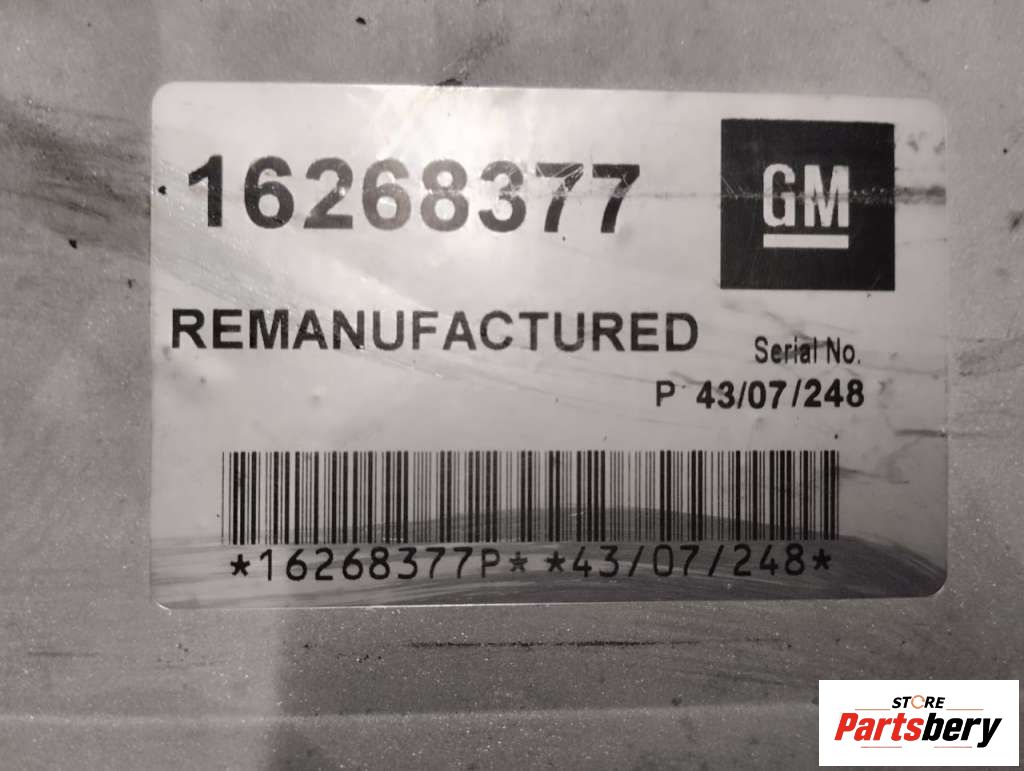 16268377
GM
REMANUFACTURED
Serial No.
P 43/07/248
*16268377P* *43/07/248*
STORE
Partsbery